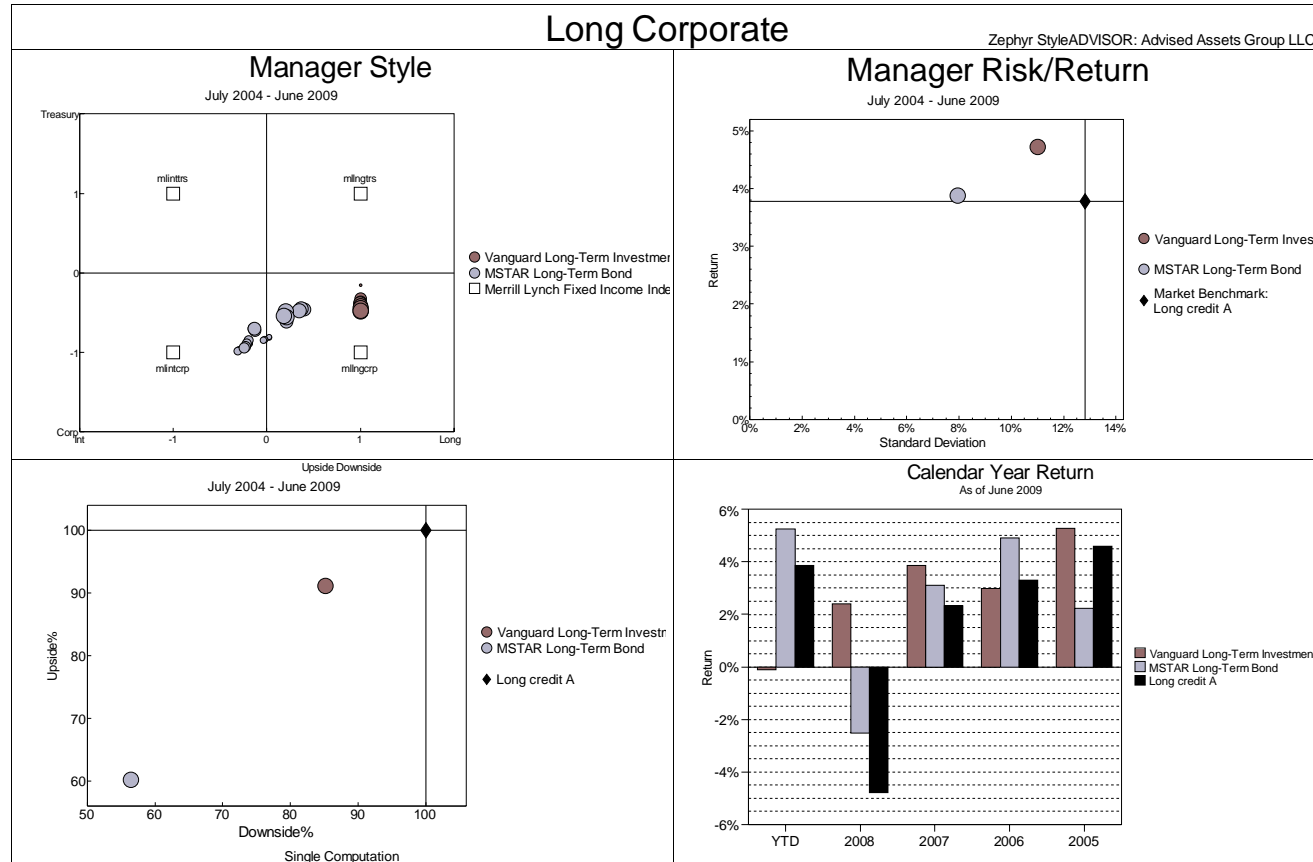 Long Corporate
Zephyr StyleADVISOR: Advised Assets Group LLC
Manager Style
July 2004 - June 2009
Treasury
1
0
-1
Corp
Int
-1
0
1
Long
mlinttrs
mllngtrs
mlintcrp
mllngcrp
Vanguard Long-Term Investmen
MSTAR Long-Term Bond
Merrill Lynch Fixed Income Inde
Manager Risk/Return
July 2004 - June 2009
Return
5%
4%
3%
2%
1%
0%
0%
2%
4%
6%
8%
10%
12%
14%
Standard Deviation
Vanguard Long-Term Inves
MSTAR Long-Term Bond
Market Benchmark:
Long credit A
Upside Downside
July 2004 - June 2009
Upside%
100
90
80
70
60
50
60
70
80
90
100
Downside%
Single Computation
Vanguard Long-Term Investm
MSTAR Long-Term Bond
Long credit A
Calendar Year Return
As of June 2009
Return
6%
4%
2%
0%
-2%
-4%
-6%
YTD
2008
2007
2006
2005
Vanguard Long-Term Investmen
MSTAR Long-Term Bond
Long credit A